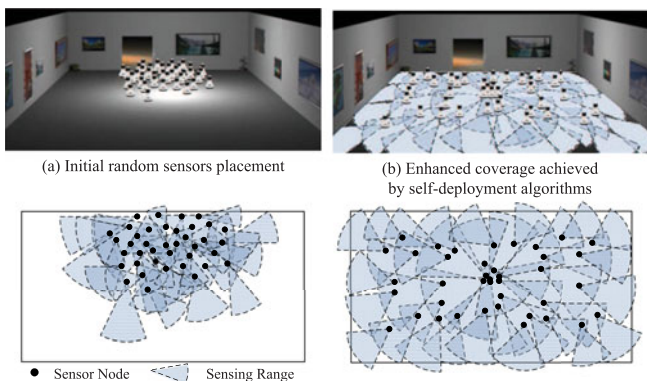 (a) Initial random sensors placement
(b) Enhanced coverage achieved
by self-deployment algorithms
Sensor Node
Sensing Range